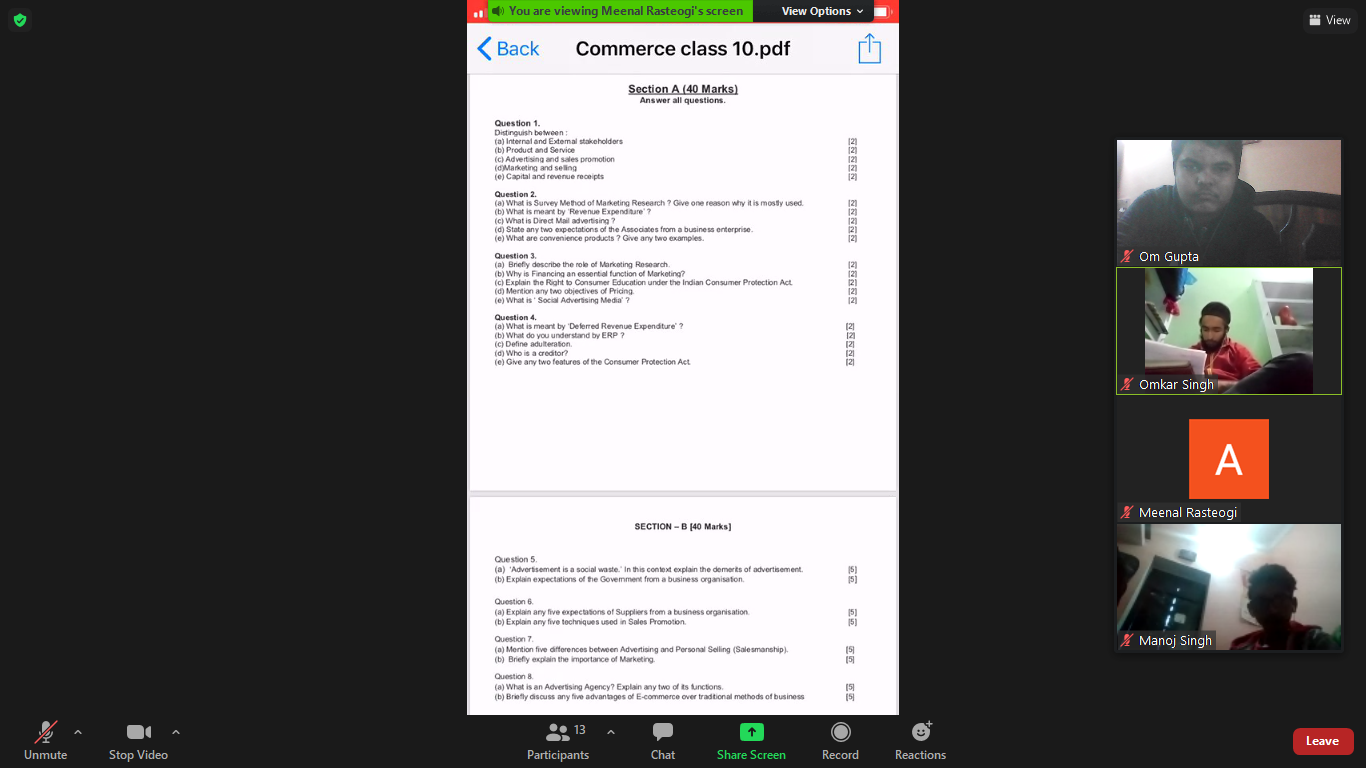 You are viewing Meenal Rasteogi's screen
View Options
View
Back
Commerce class 10.pdf
Section A (40 Marks)
Answer all questions.
Question 1.
Distinguish between :
(a) Internal and External stakeholders [2]
(b) Product and Service [2]
(c) Advertising and sales promotion [2]
(d)Marketing and selling [2]
(e) Capital and revenue receipts [2]
Question 2.
(a) What is Survey Method of Marketing Research ? Give one reason why it is mostly used. [2]
(b) What is meant by 'Revenue Expenditure' ? [2]
(c) What is Direct Mail advertising ? [2]
(d) State any two expectations of the Associates from a business enterprise. [2]
(e) What are convenience products ? Give any two examples. [2]
Question 3.
(a) Briefly describe the role of Marketing Research. [2]
(b) Why is Financing an essential function of Marketing? [2]
(c) Explain the Right to Consumer Education under the Indian Consumer Protection Act. [2]
(d) Mention any two objectives of Pricing. [2]
(e) What is ' Social Advertising Media' ? [2]
Question 4.
(a) What is meant by 'Deferred Revenue Expenditure' ? [2]
(b) What do you understand by ERP ? [2]
(c) Define adulteration. [2]
(d) Who is a creditor? [2]
(e) Give any two features of the Consumer Protection Act. [2]
SECTION – B [40 Marks]
Question 5.
(a) 'Advertisement is a social waste.' In this context explain the demerits of advertisement. [5]
(b) Explain expectations of the Government from a business organisation. [5]
Question 6.
(a) Explain any five expectations of Suppliers from a business organisation. [5]
(b) Explain any five techniques used in Sales Promotion. [5]
Question 7.
(a) Mention five differences between Advertising and Personal Selling (Salesmanship). [5]
(b) Briefly explain the importance of Marketing. [5]
Question 8.
(a) What is an Advertising Agency? Explain any two of its functions. [5]
(b) Briefly discuss any five advantages of E-commerce over traditional methods of business [5]
Om Gupta
Omkar Singh
A
Meenal Rasteogi
Manoj Singh
Unmute
Stop Video
13
Participants
Chat
Share Screen
Record
Reactions
Leave